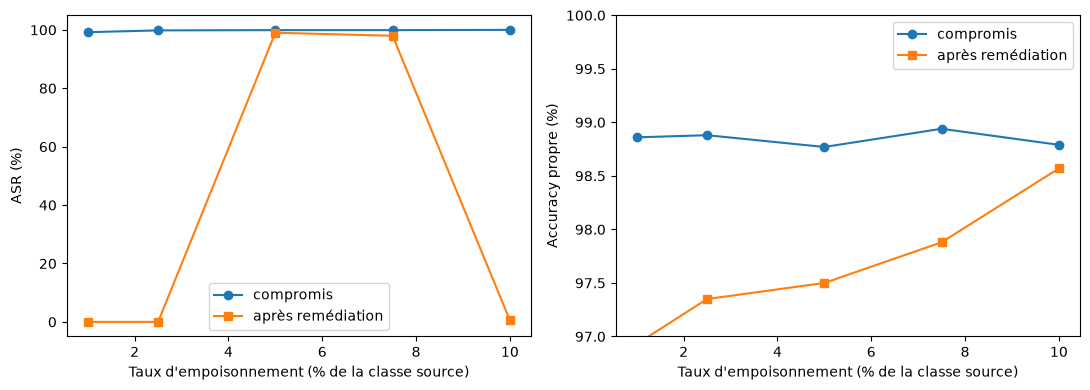 100
80
60
40
20
0
ASR (%)
compromis
après remédiation
2
4
6
8
10
Taux d'empoisonnement (% de la classe source)
100.0
99.5
99.0
98.5
98.0
97.5
97.0
Accuracy propre (%)
compromis
après remédiation
2
4
6
8
10
Taux d'empoisonnement (% de la classe source)